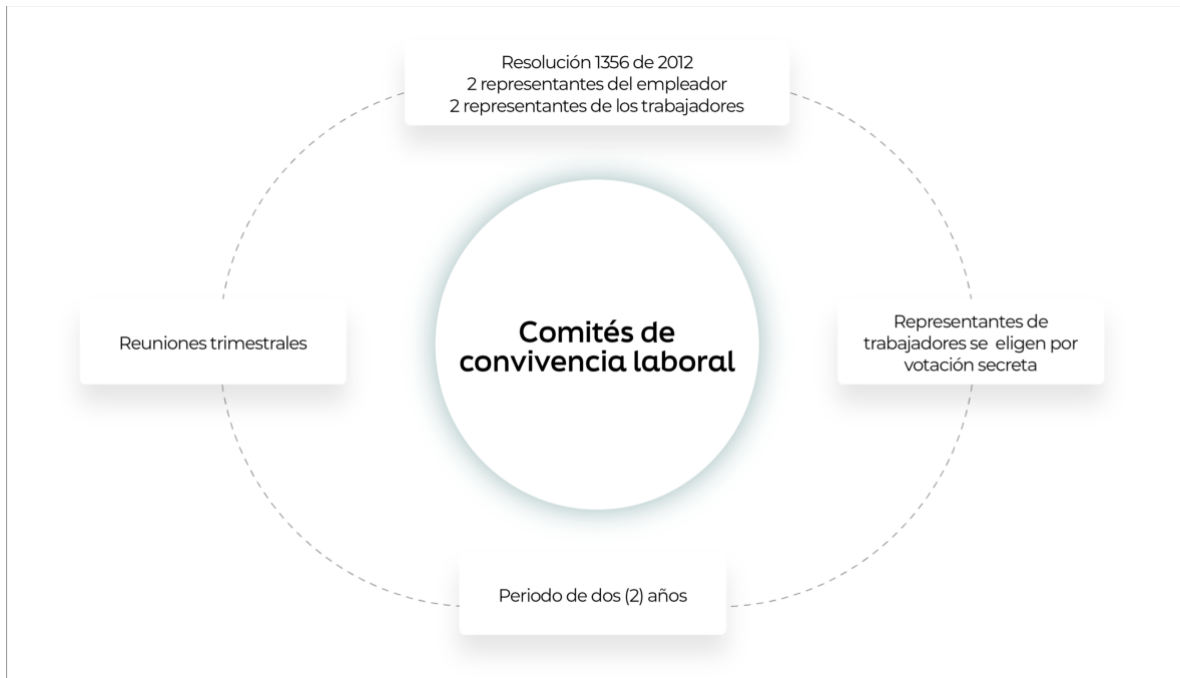 Resolución 1356 de 2012
2 representantes del empleador
2 representantes de los trabajadores
Reuniones trimestrales
Comités de
convivencia laboral
Representantes de
trabajadores se eligen por
votación secreta
Periodo de dos (2) años